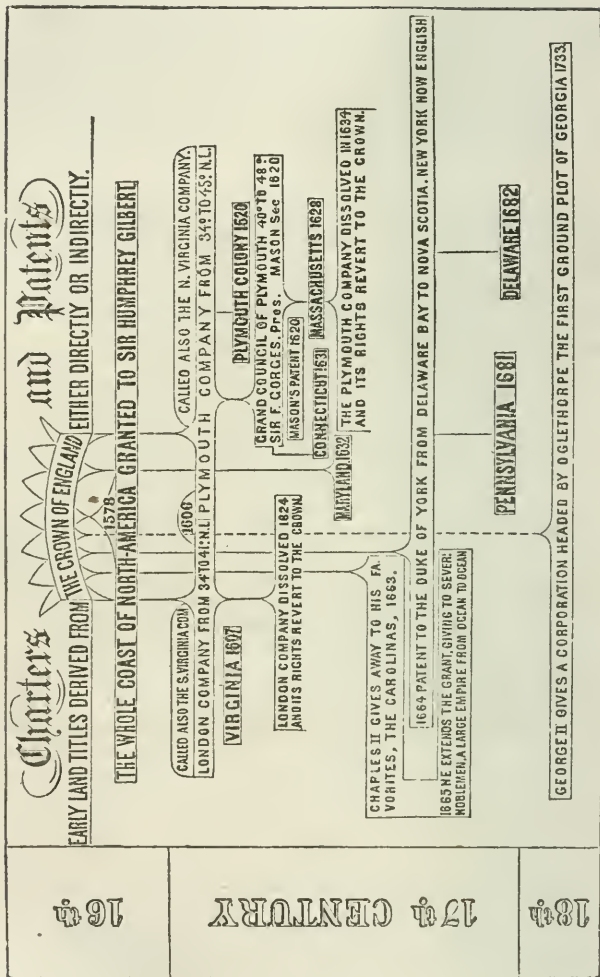 Charters and Patents
EARLY LAND TITLES DERIVED FROM THE CROWN OF ENGLAND EITHER DIRECTLY OR INDIRECTLY.
16th
1578
THE WHOLE COAST OF NORTH-AMERICA GRANTED TO SIR HUMPHREY GILBERT
17th CENTURY
1606
CALLED ALSO THE S.VIRGINIA COM
LONDON COMPANY FROM 34°TO 41°.N.L
CALLED ALSO THE N. VIRGINIA COMPANY.
PLYMOUTH COMPANY FROM 34° TO 45° N.L.
VIRGINIA 1607
PLYMOUTH COLONY 1620
LONDON COMPANY DISSOLVED 1624
AND ITS RIGHTS REVERT TO THE CROWN
GRAND COUNCIL OF PLYMOUTH 40° TO 48°:
SIR F. GORGES, Pres. MASON Sec 1620
MASON'S PATENT 1620
MASSACHUSETTS 1628
CONNECTICUT 1631
MARYLAND, 1632
THE PLYMOUTH COMPANY DISSOLVED IN 1634
AND ITS RIGHTS REVERT TO THE CROWN.
CHAPLES II GIVES AWAY TO HIS FA-
VORITES, THE CAROLINAS, 1663.
1664 PATENT TO THE DUKE OF YORK FROM DELAWARE BAY TO NOVA SCOTIA. NEW YORK NOW ENGLISH
1665 HE EXTENDS THE GRANT, GIVING TO SEVER:
NOBLEMEN, A LARGE EMPIRE FROM OCEAN TO OCEAN
PENNSYLVANIA 1681
DELAWARE 1682
18th
GEORGE II GIVES A CORPORATION HEADED BY OGLETHORPE THE FIRST GROUND PLOT OF GEORGIA 1733.